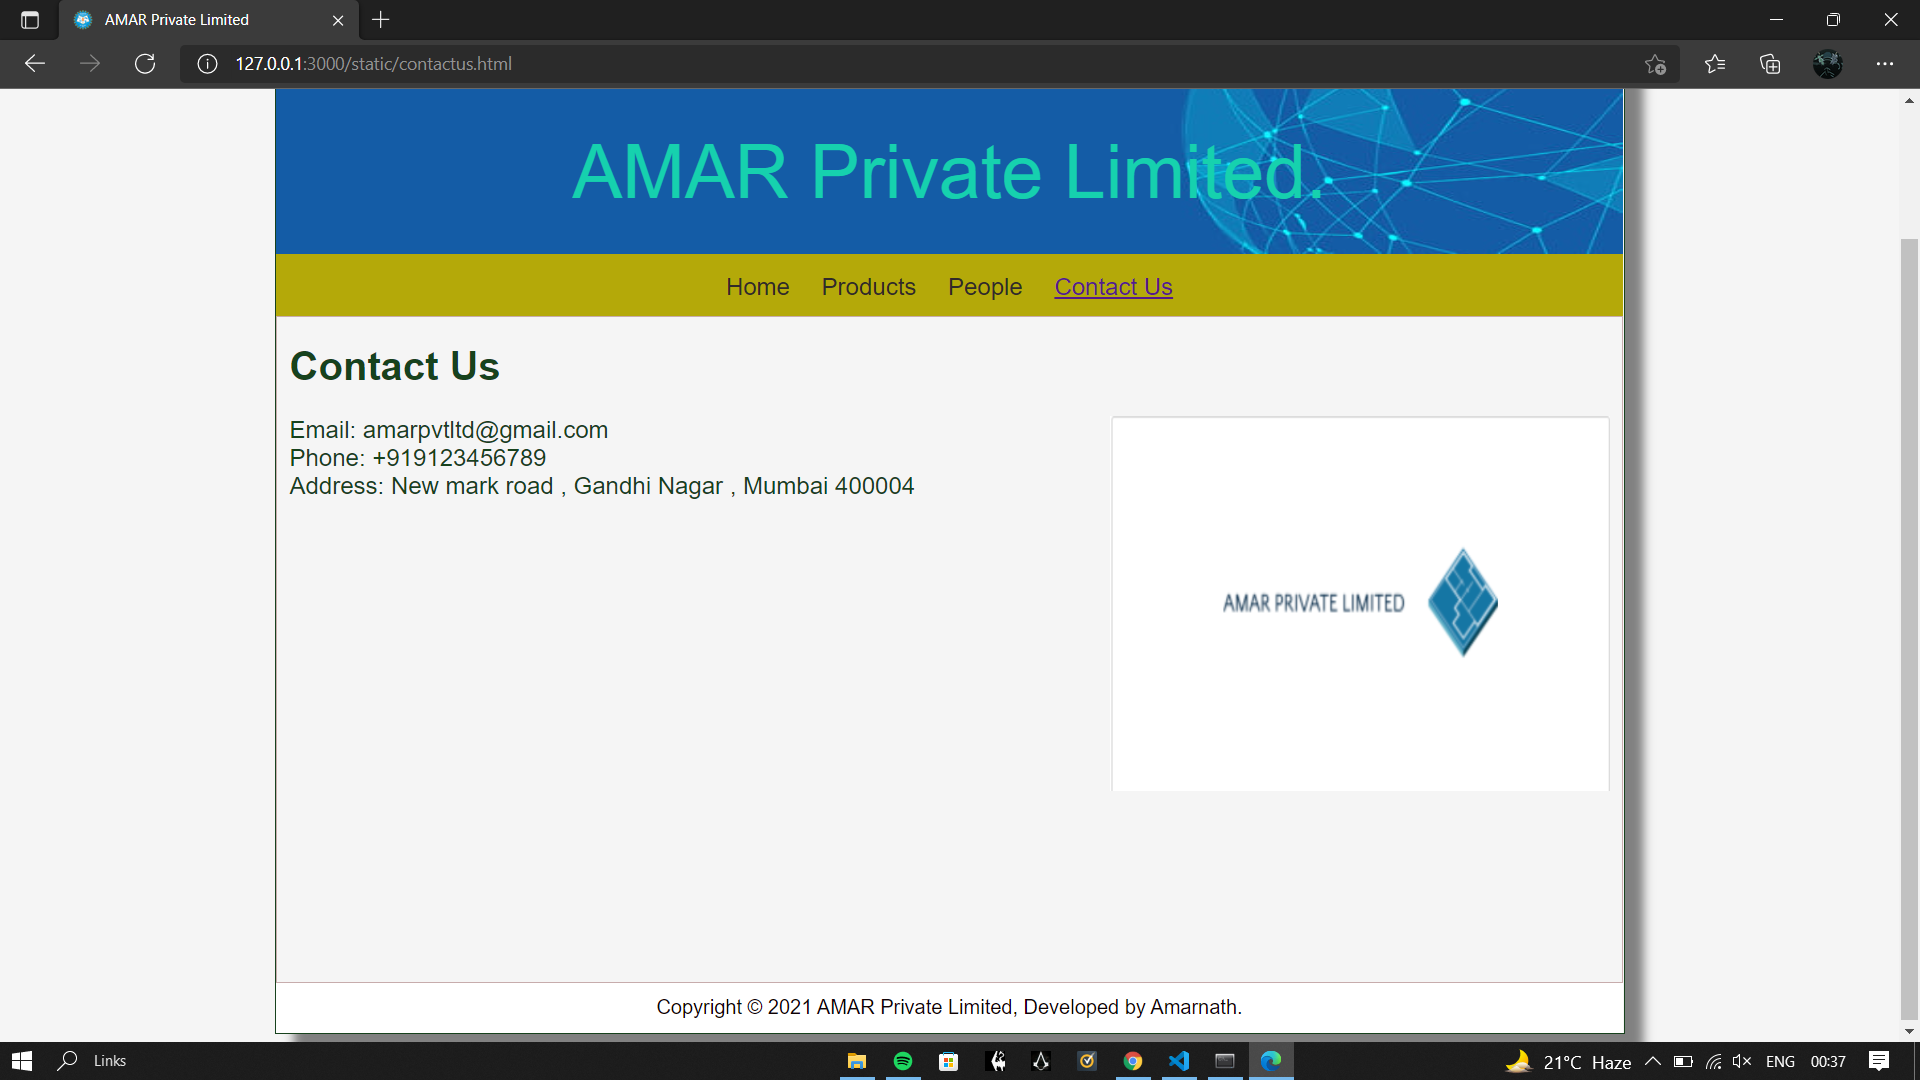 AMAR Private Limited
127.0.0.1:3000/static/contactus.html
AMAR Private Limited.
Home Products People Contact Us
Contact Us
Email: amarpvtltd@gmail.com
Phone: +919123456789
Address: New mark road , Gandhi Nagar , Mumbai 400004
AMAR PRIVATE LIMITED
Copyright © 2021 AMAR Private Limited, Developed by Amarnath.
Links 21°C Haze ENG 00:37